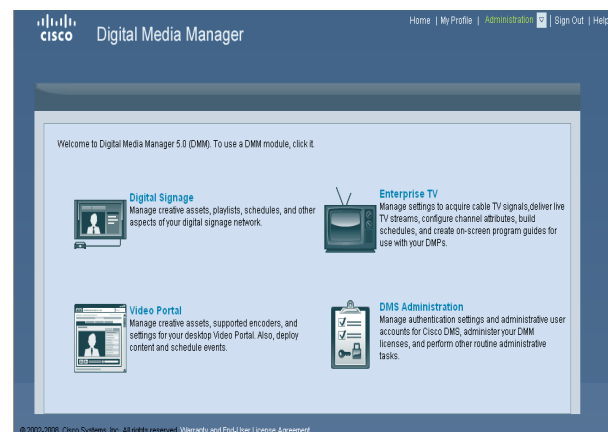 Home | My Profile | Administration | Sign Out | Help
CISCO Digital Media Manager
Welcome to Digital Media Manager 5.0 (DMM). To use a DMM module, click it.
Digital Signage
Manage creative assets, playlists, schedules, and other
aspects of your digital signage network.
Enterprise TV
Manage settings to acquire cable TV signals,deliver live
TV streams, configure channel attributes, build
schedules, and create on-screen program guides for
use with your DMPs.
Video Portal
Manage creative assets, supported encoders, and
settings for your desktop Video Portal. Also, deploy
content and schedule events.
DMS Administration
Manage authentication settings and administrative user
accounts for Cisco DMS, administer your DMM
licenses, and perform other routine administrative
tasks.
© 2002-2008, Cisco Systems, Inc. All rights reserved. Warranty and End-User License Agreement